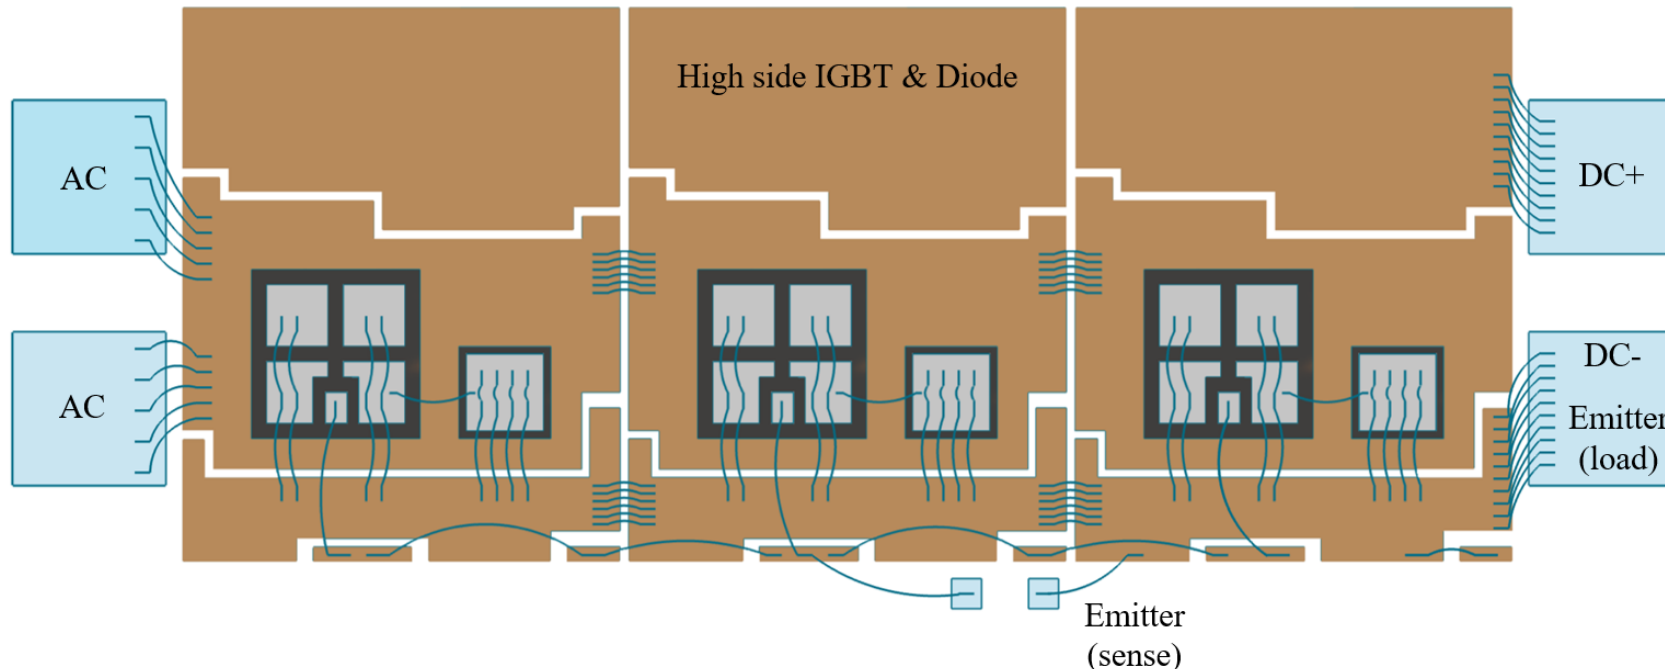 High side IGBT & Diode
AC
DC+
AC
DC-
Emitter
(load)
Emitter
(sense)